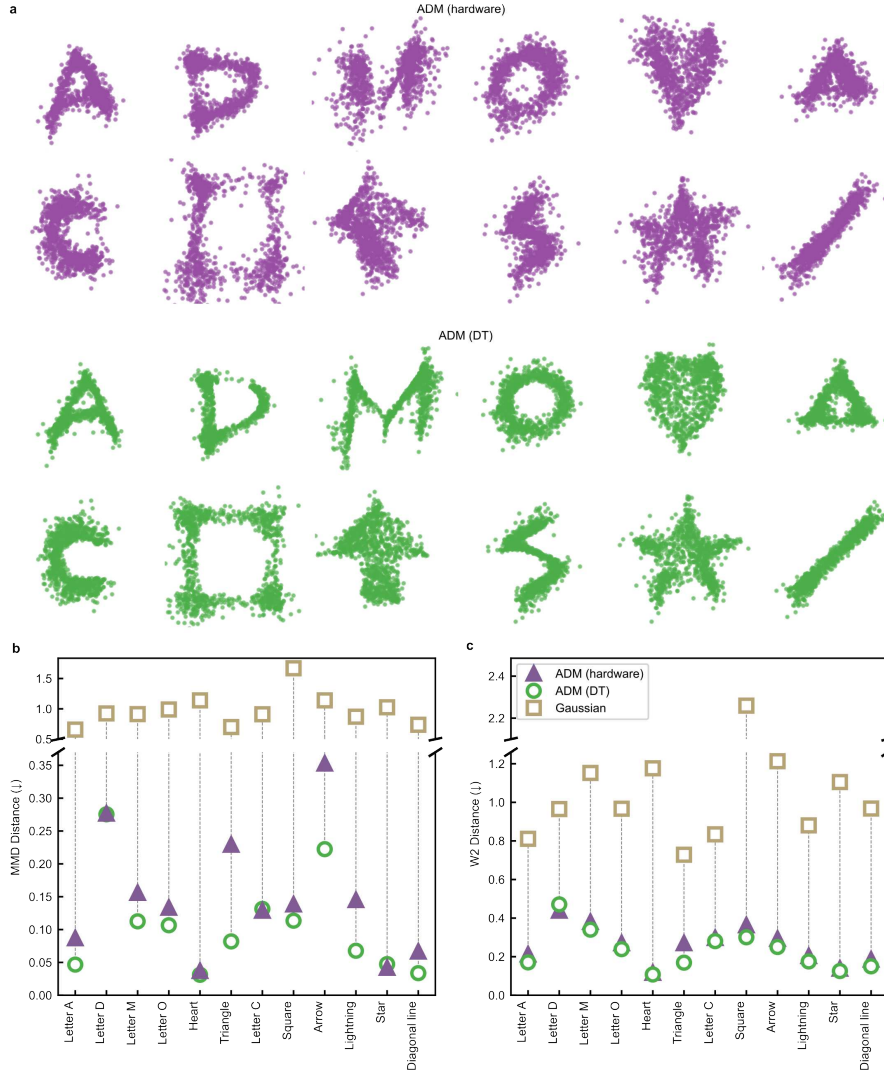 a
ADM (hardware)
ADM (DT)
b
MMD Distance (↓)
1.5
1.0
0.5
0.35
0.30
0.25
0.20
0.15
0.10
0.05
0.00
Letter A
Letter D
Letter M
Letter O
Heart
Triangle
Letter C
Square
Arrow
Lightning
Star
Diagonal line
c
W2 Distance (↓)
2.4
2.2
1.2
1.0
0.8
0.6
0.4
0.2
0.0
ADM (hardware)
ADM (DT)
Gaussian
Letter A
Letter D
Letter M
Letter O
Heart
Triangle
Letter C
Square
Arrow
Lightning
Star
Diagonal line